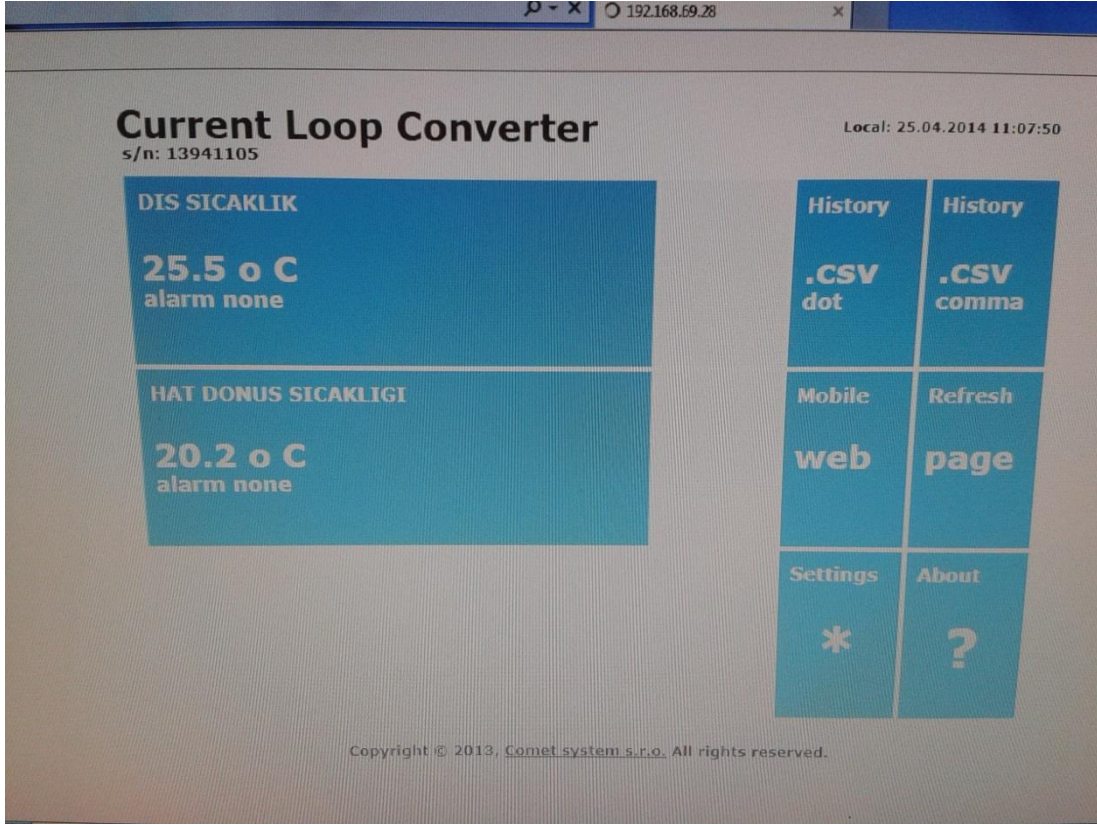 192.168.69.28
Current Loop Converter
s/n: 13941105
Local: 25.04.2014 11:07:50
DIS SICAKLIK
25.5 o C
alarm none
HAT DONUS SICAKLIGI
20.2 o C
alarm none
History
.csv
dot
History
.csv
comma
Mobile
web
Refresh
page
Settings
*
About
?
Copyright © 2013, Comet system s.r.o. All rights reserved.